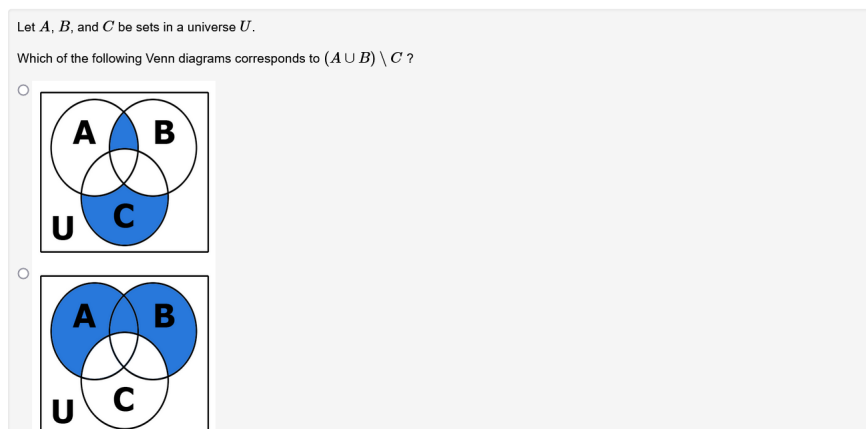 Let A, B, and C be sets in a universe U.
Which of the following Venn diagrams corresponds to (A ∪ B) \ C ?
A B
C
U
A B
C
U